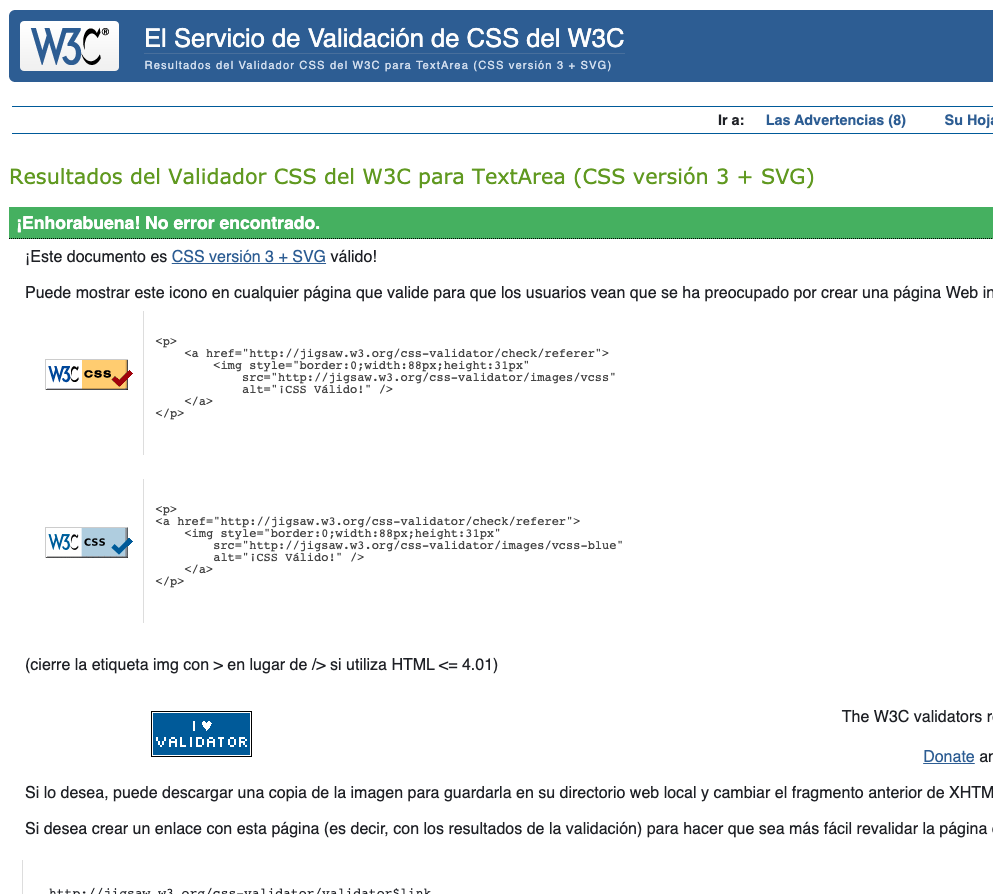 W3C®
El Servicio de Validación de CSS del W3C
Resultados del Validador CSS del W3C para TextArea (CSS versión 3 + SVG)
Ir a: Las Advertencias (8) Su Hoja
Resultados del Validador CSS del W3C para TextArea (CSS versión 3 + SVG)
¡Enhorabuena! No error encontrado.
¡Este documento es CSS versión 3 + SVG válido!
Puede mostrar este icono en cualquier página que valide para que los usuarios vean que se ha preocupado por crear una página Web in
W3C css
<p>
    <a href="http://jigsaw.w3.org/css-validator/check/referer">
        <img style="border:0;width:88px;height:31px"
            src="http://jigsaw.w3.org/css-validator/images/vcss"
            alt="¡CSS Válido!" />
    </a>
</p>
W3C css
<p>
<a href="http://jigsaw.w3.org/css-validator/check/referer">
    <img style="border:0;width:88px;height:31px"
        src="http://jigsaw.w3.org/css-validator/images/vcss-blue"
        alt="¡CSS Válido!" />
    </a>
</p>
(cierre la etiqueta img con > en lugar de /> si utiliza HTML <= 4.01)
I ♥
VALIDATOR
The W3C validators
Donate
Si lo desea, puede descargar una copia de la imagen para guardarla en su directorio web local y cambiar el fragmento anterior de XHTM
Si desea crear un enlace con esta página (es decir, con los resultados de la validación) para hacer que sea más fácil revalidar la página
http://jigsaw.w3.org/css-validator/validator$link